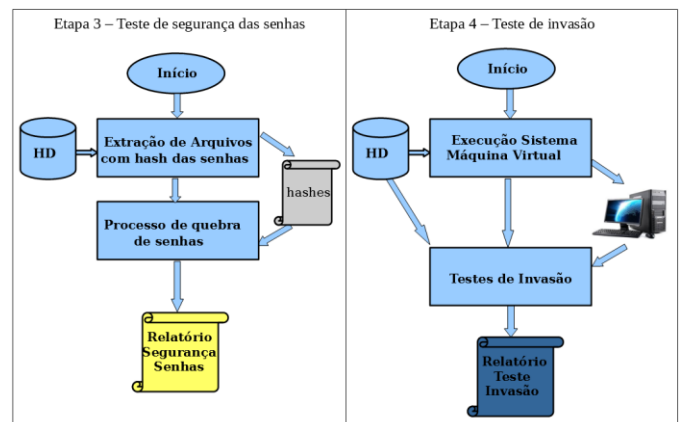 Etapa 3 – Teste de segurança das senhas
Início
HD
Extração de Arquivos
com hash das senhas
hashes
Processo de quebra
de senhas
Relatório
Segurança
Senhas
Etapa 4 – Teste de invasão
Início
HD
Execução Sistema
Máquina Virtual
Testes de Invasão
Relatório
Teste
Invasão